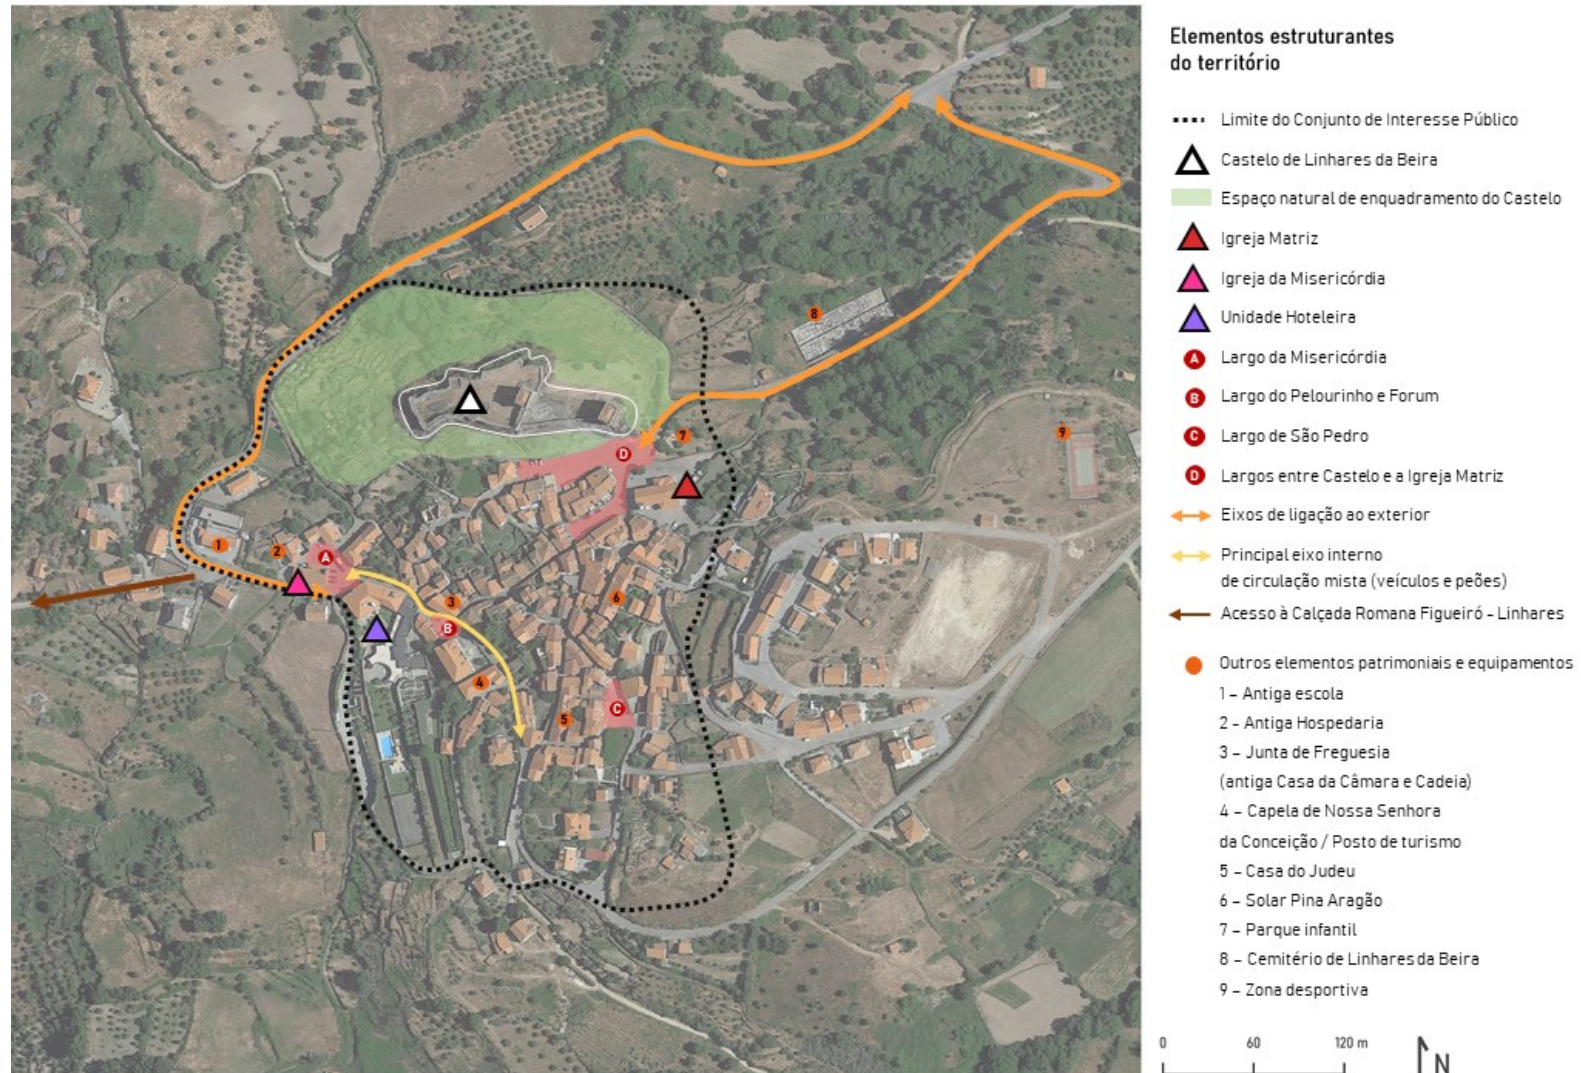 Elementos estruturantes
do território
Limite do Conjunto de Interesse Público
Castelo de Linhares da Beira
Espaço natural de enquadramento do Castelo
Igreja Matriz
Igreja da Misericórdia
Unidade Hoteleira
A Largo da Misericórdia
B Largo do Pelourinho e Forum
C Largo de São Pedro
D Largos entre Castelo e a Igreja Matriz
Eixos de ligação ao exterior
Principal eixo interno
de circulação mista (veículos e peões)
Acesso à Calçada Romana Figueiró - Linhares
Outros elementos patrimoniais e equipamentos
1 - Antiga escola
2 - Antiga Hospedaria
3 - Junta de Freguesia
(antiga Casa da Câmara e Cadeia)
4 - Capela de Nossa Senhora
da Conceição / Posto de turismo
5 - Casa do Judeu
6 - Solar Pina Aragão
7 - Parque infantil
8 - Cemitério de Linhares da Beira
9 - Zona desportiva
0 60 120 m
N
8
9
7
D
1
2
A
3
6
B
4
C
5